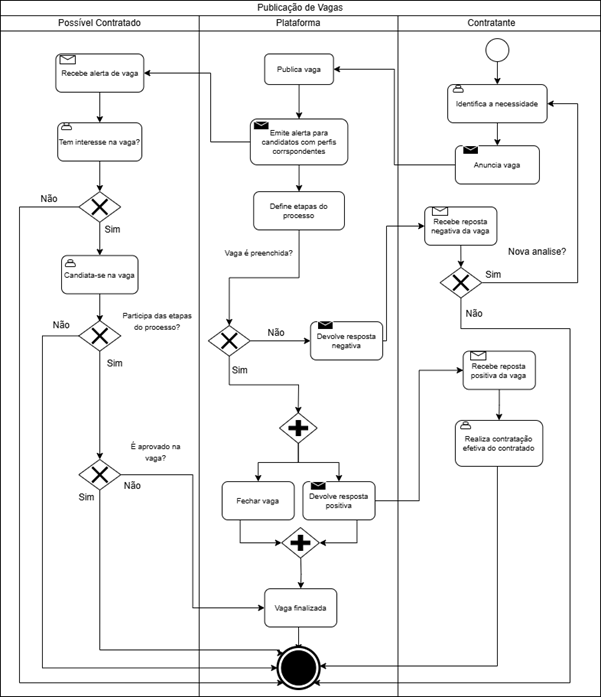 Publicação de Vagas
Possível Contratado
Plataforma
Contratante
Recebe alerta de vaga
Publica vaga
Identifica a necessidade
Tem interesse na vaga?
Emite alerta para
candidatos com perfis
corrspondentes
Anuncia vaga
Não
Sim
Define etapas do
processo
Recebe reposta
negativa da vaga
Vaga é preenchida?
Nova analise?
Sim
Não
Candiata-se na vaga
Participa das etapas
do processo?
Não
Sim
Não
Sim
Devolve resposta
negativa
Recebe reposta
positiva da vaga
Realiza contratação
efetiva do contratado
É aprovado na
vaga?
Sim
Não
Fechar vaga
Devolve resposta
positiva
Vaga finalizada